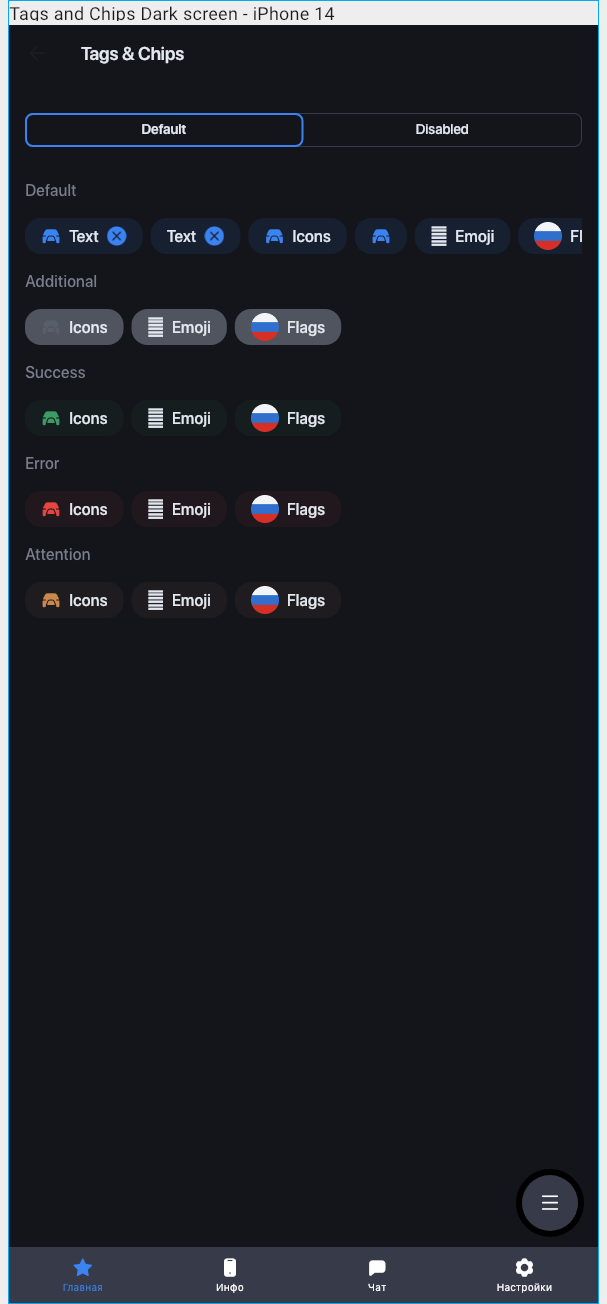 Tags and Chips Dark screen - iPhone 14
Tags & Chips
Default Disabled
Default
Text Text Icons Emoji Fl
Additional
Icons Emoji Flags
Success
Icons Emoji Flags
Error
Icons Emoji Flags
Attention
Icons Emoji Flags
Главная Инфо Чат Настройки